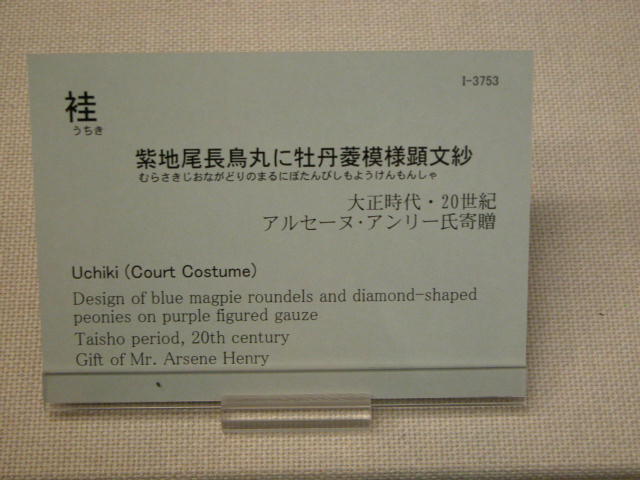 I-3753
袿
うちき
紫地尾長鳥丸に牡丹菱模様顕文紗
むらさきじおながどりのまるにぼたんびしもようけんもんしゃ
大正時代・20世紀
アルセーヌ・アンリー氏寄贈
Uchiki (Court Costume)
Design of blue magpie roundels and diamond-shaped
peonies on purple figured gauze
Taisho period, 20th century
Gift of Mr. Arsene Henry